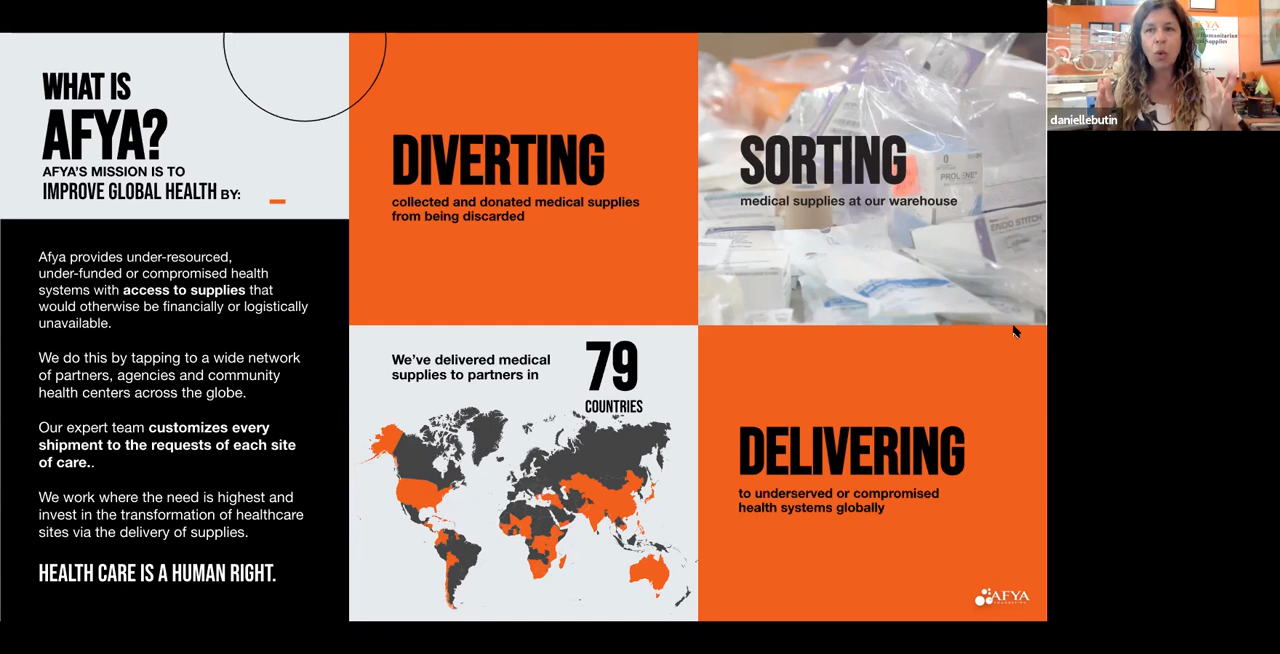 WHAT IS
AFYA?
AFYA'S MISSION IS TO
IMPROVE GLOBAL HEALTH BY:
Afya provides under-resourced,
under-funded or compromised health
systems with access to supplies that
would otherwise be financially or logistically
unavailable.
We do this by tapping to a wide network
of partners, agencies and community
health centers across the globe.
Our expert team customizes every
shipment to the requests of each site
of care..
We work where the need is highest and
invest in the transformation of healthcare
sites via the delivery of supplies.
HEALTH CARE IS A HUMAN RIGHT.
DIVERTING
collected and donated medical supplies
from being discarded
SORTING
medical supplies at our warehouse
0
PROLENE
ENDO STITCH
We've delivered medical
supplies to partners in
79
COUNTRIES
DELIVERING
to underserved or compromised
health systems globally
AFYA
FOUNDATION
daniellebutin